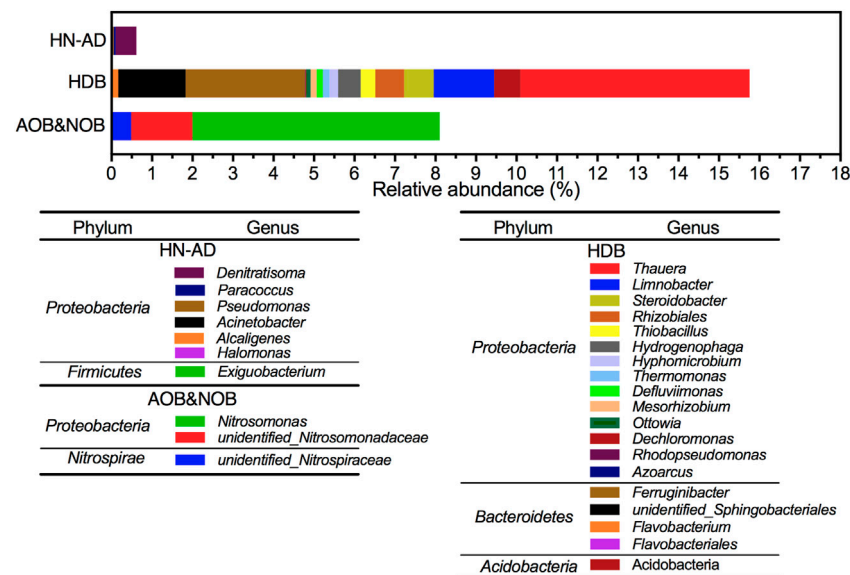 HN-AD
HDB
AOB&NOB
0 1 2 3 4 5 6 7 8 9 10 11 12 13 14 15 16 17 18
Relative abundance (%)
Phylum Genus
HN-AD
Denitratisoma
Paracoccus
Proteobacteria Pseudomonas
Acinetobacter
Alcaligenes
Halomonas
Firmicutes Exiguobacterium
AOB&NOB
Proteobacteria Nitrosomonas
unidentified_Nitrosomonadaceae
Nitrospirae unidentified_Nitrospiraceae
Phylum Genus
HDB
Thauera
Limnobacter
Steroidobacter
Rhizobiales
Thiobacillus
Proteobacteria Hydrogenophaga
Hyphomicrobium
Thermomonas
Defluviimonas
Mesorhizobium
Ottowia
Dechloromonas
Rhodopseudomonas
Azoarcus
Ferruginibacter
Bacteroidetes unidentified_Sphingobacteriales
Flavobacterium
Flavobacteriales
Acidobacteria Acidobacteria